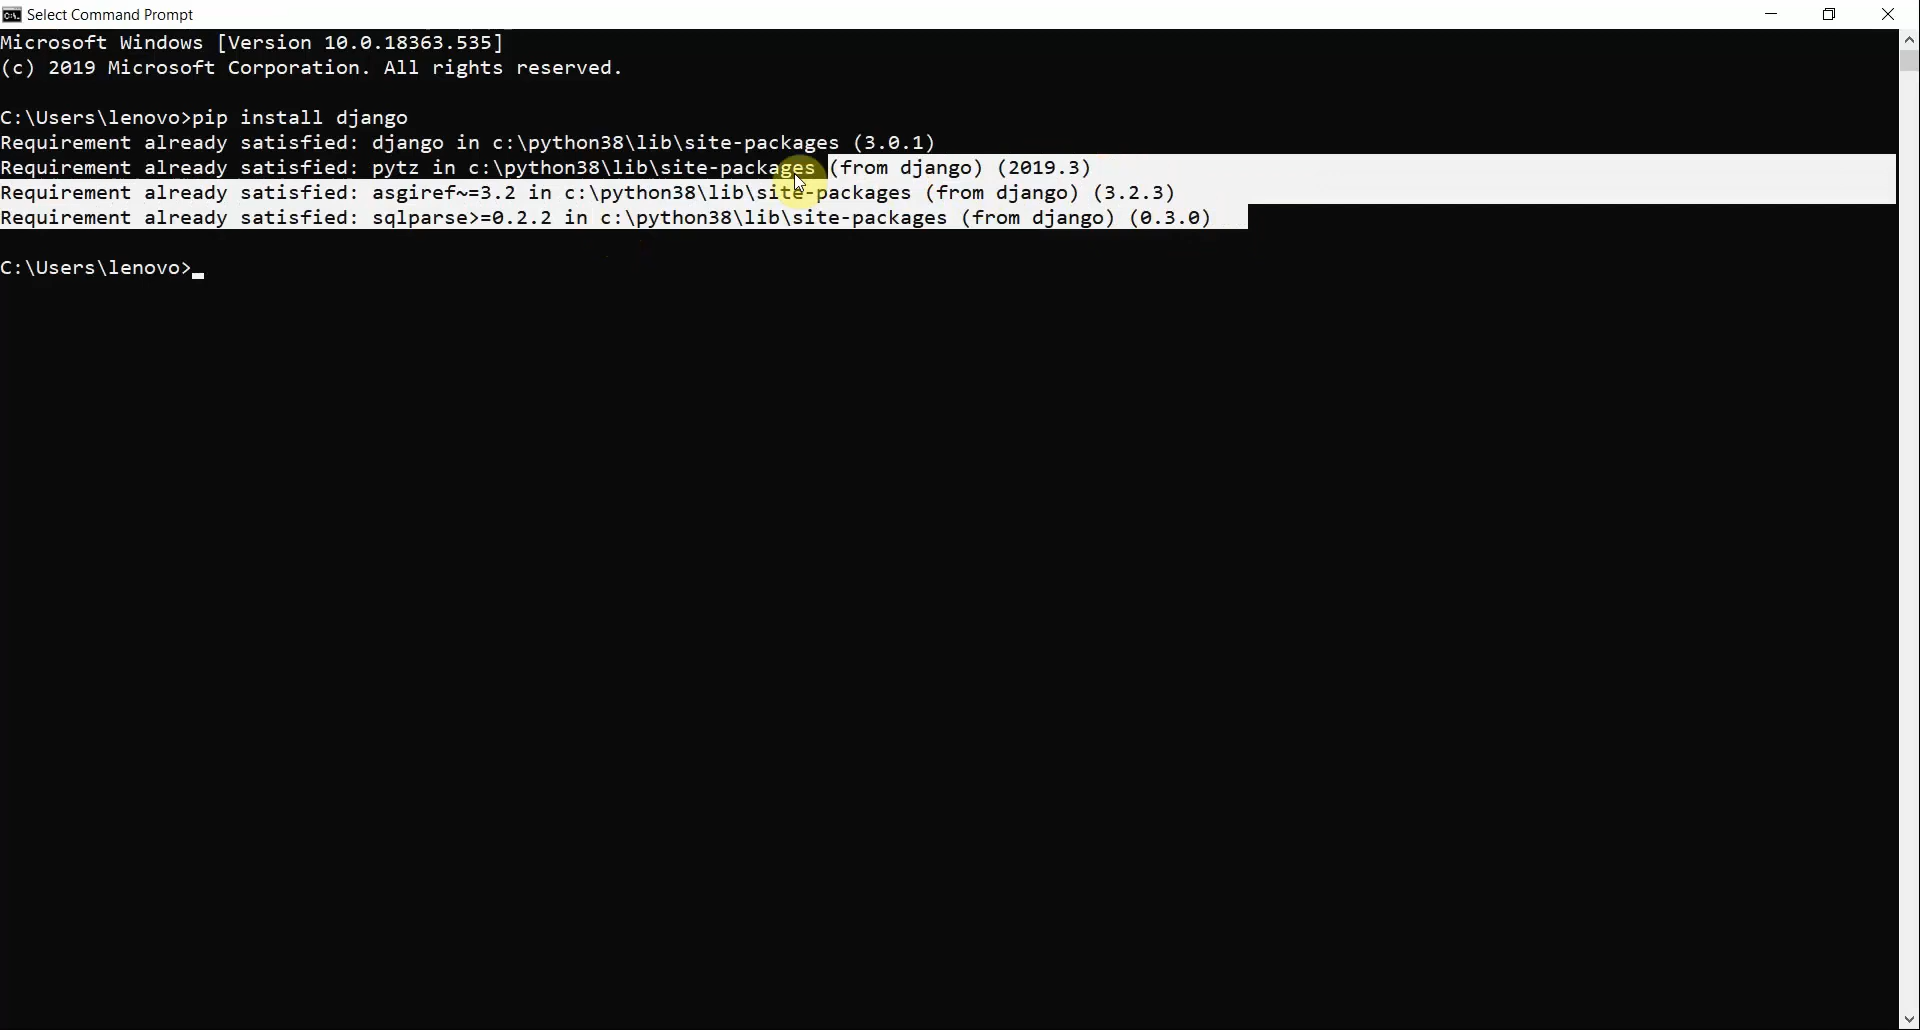 Select Command Prompt
Microsoft Windows [Version 10.0.18363.535]
(c) 2019 Microsoft Corporation. All rights reserved.
C:\Users\lenovo>pip install django
Requirement already satisfied: django in c:\python38\lib\site-packages (3.0.1)
Requirement already satisfied: pytz in c:\python38\lib\site-packages (from django) (2019.3)
Requirement already satisfied: asgiref~=3.2 in c:\python38\lib\site-packages (from django) (3.2.3)
Requirement already satisfied: sqlparse>=0.2.2 in c:\python38\lib\site-packages (from django) (0.3.0)
C:\Users\lenovo>